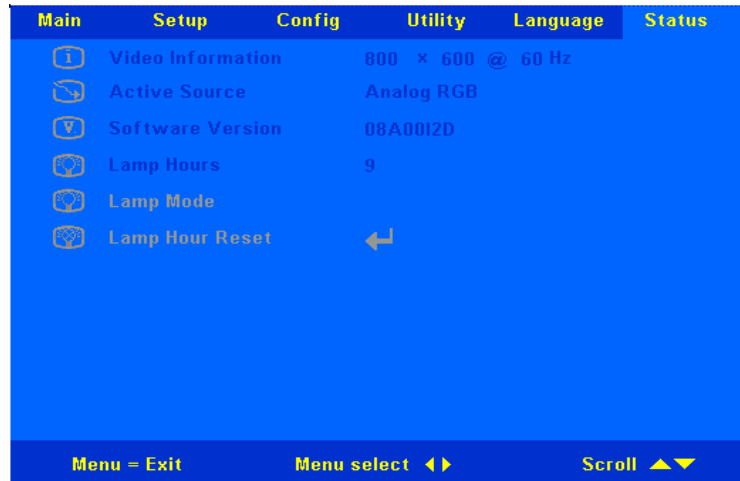 Main Setup Config Utility Language Status
Video Information 800 × 600 @ 60 Hz
Active Source Analog RGB
Software Version 08A00I2D
Lamp Hours 9
Lamp Mode
Lamp Hour Reset
Menu = Exit Menu select Scroll